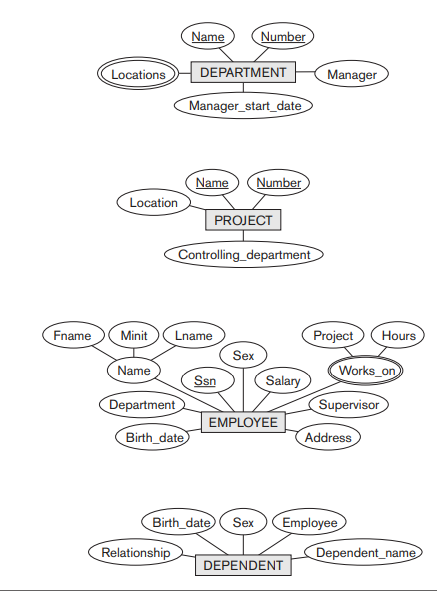 Name Number
Locations DEPARTMENT Manager
Manager_start_date
Name Number
Location
PROJECT
Controlling_department
Fname Minit Lname Project Hours
Sex
Name Works_on
Ssn Salary
Department Supervisor
EMPLOYEE
Birth_date Address
Birth_date Sex Employee
Relationship Dependent_name
DEPENDENT